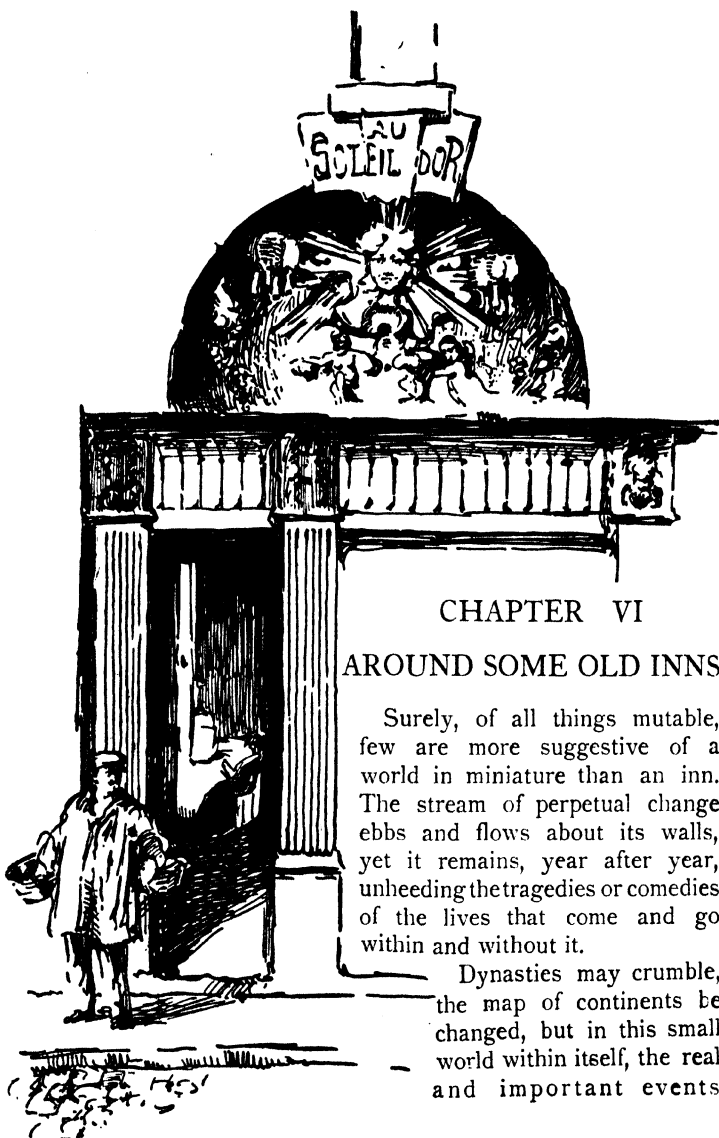 AU
SOLEIL DOR
CHAPTER VI
AROUND SOME OLD INNS
Surely, of all things mutable,
few are more suggestive of a
world in miniature than an inn.
The stream of perpetual change
ebbs and flows about its walls,
yet it remains, year after year,
unheeding the tragedies or comedies
of the lives that come and go
within and without it.
Dynasties may crumble,
the map of continents be
changed, but in this small
world within itself, the real
and important events